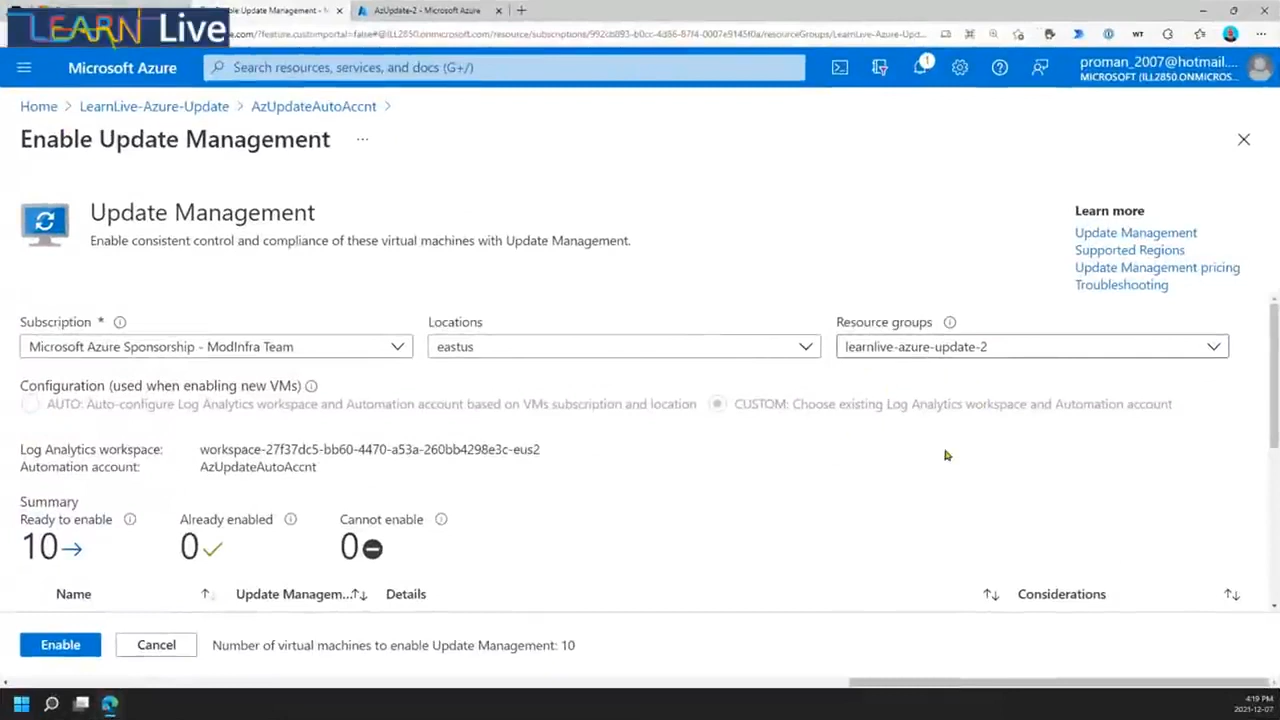 LEARN Live
Enable Update Management - M
AzUpdate-2 - Microsoft Azure
WT
Microsoft Azure
Search resources, services, and docs (G+/)
1
proman_2007@hotmail....
MICROSOFT (ILL2850.ONMICROS...
Home > LearnLive-Azure-Update > AzUpdateAutoAccnt >
Enable Update Management ...
Update Management
Enable consistent control and compliance of these virtual machines with Update Management.
Learn more
Update Management
Supported Regions
Update Management pricing
Troubleshooting
Subscription * Locations Resource groups
Microsoft Azure Sponsorship - ModInfra Team eastus learnlive-azure-update-2
Configuration (used when enabling new VMs)
AUTO: Auto-configure Log Analytics workspace and Automation account based on VMs subscription and location CUSTOM: Choose existing Log Analytics workspace and Automation account
Log Analytics workspace: workspace-27f37dc5-bb60-4470-a53a-260bb4298e3c-eus2
Automation account: AzUpdateAutoAccnt
Summary
Ready to enable Already enabled Cannot enable
10 0 0
Name Update Managem... Details Considerations
Enable Cancel Number of virtual machines to enable Update Management: 10
4:19 PM
2021-12-07